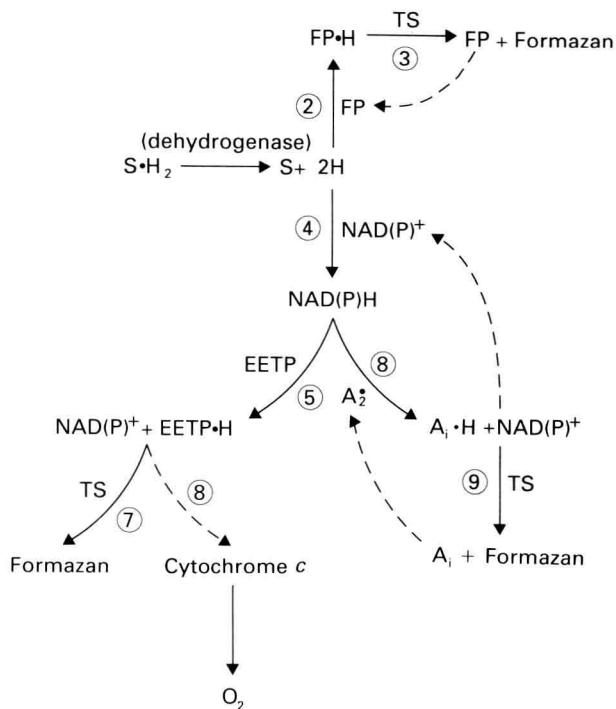 TS
FP•H ③ FP + Formazan
② FP
(dehydrogenase)
S•H₂ S+ 2H
④ NAD(P)⁺
NAD(P)H
EETP ⑧
⑤ A₂•
NAD(P)⁺ + EETP•H Aᵢ •H +NAD(P)⁺
TS ⑧ ⑨ TS
⑦
Formazan Cytochrome c Aᵢ + Formazan
O₂